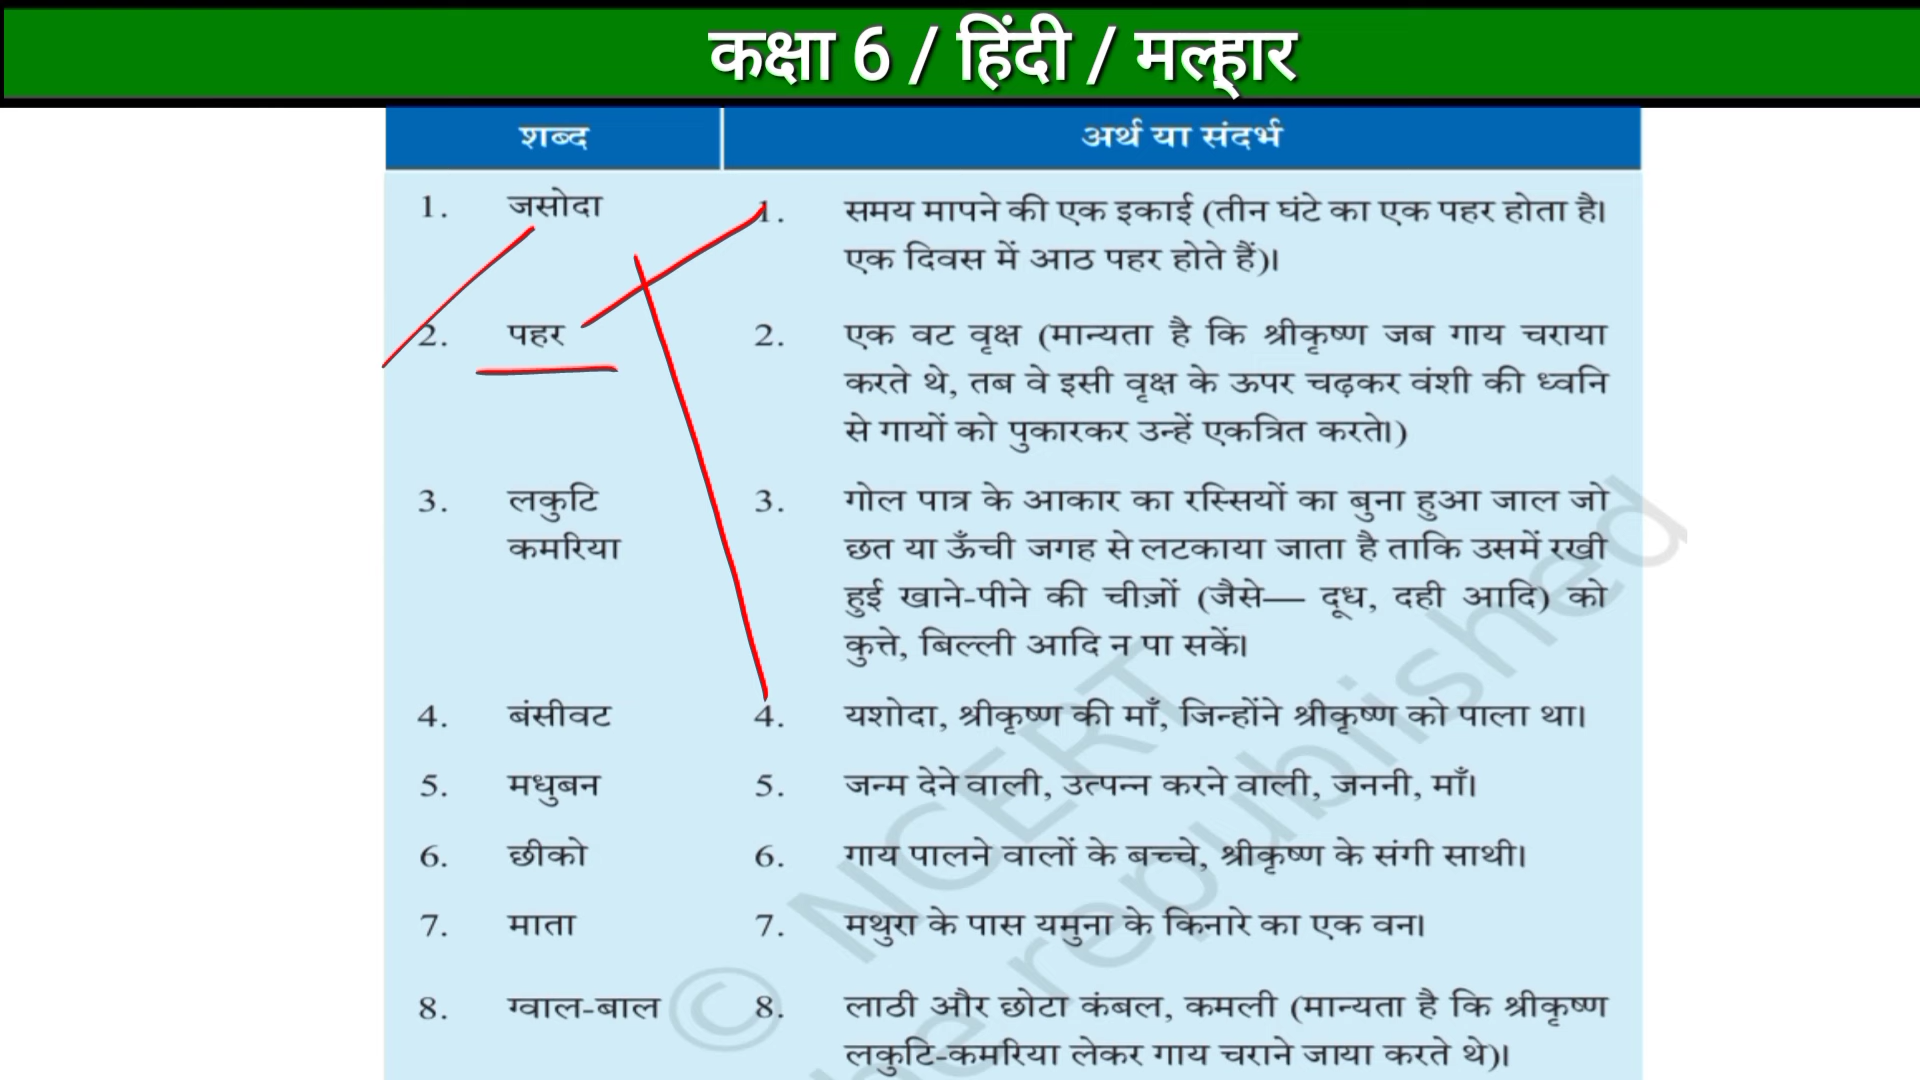 कक्षा 6 / हिंदी / मल्हार
शब्द
अर्थ या संदर्भ
1. जसोदा
1. समय मापने की एक इकाई (तीन घंटे का एक पहर होता है।
एक दिवस में आठ पहर होते हैं)।
2. पहर
2. एक वट वृक्ष (मान्यता है कि श्रीकृष्ण जब गाय चराया
करते थे, तब वे इसी वृक्ष के ऊपर चढ़कर वंशी की ध्वनि
से गायों को पुकारकर उन्हें एकत्रित करते।)
3. लकुटि
कमरिया
3. गोल पात्र के आकार का रस्सियों का बुना हुआ जाल जो
छत या ऊँची जगह से लटकाया जाता है ताकि उसमें रखी
हुई खाने-पीने की चीज़ों (जैसे— दूध, दही आदि) को
कुत्ते, बिल्ली आदि न पा सकें।
4. बंसीवट
4. यशोदा, श्रीकृष्ण की माँ, जिन्होंने श्रीकृष्ण को पाला था।
5. मधुबन
5. जन्म देने वाली, उत्पन्न करने वाली, जननी, माँ।
6. छीको
6. गाय पालने वालों के बच्चे, श्रीकृष्ण के संगी साथी।
7. माता
7. मथुरा के पास यमुना के किनारे का एक वन।
8. ग्वाल-बाल
8. लाठी और छोटा कंबल, कमली (मान्यता है कि श्रीकृष्ण
लकुटि-कमरिया लेकर गाय चराने जाया करते थे)।
© NCERT
be republished